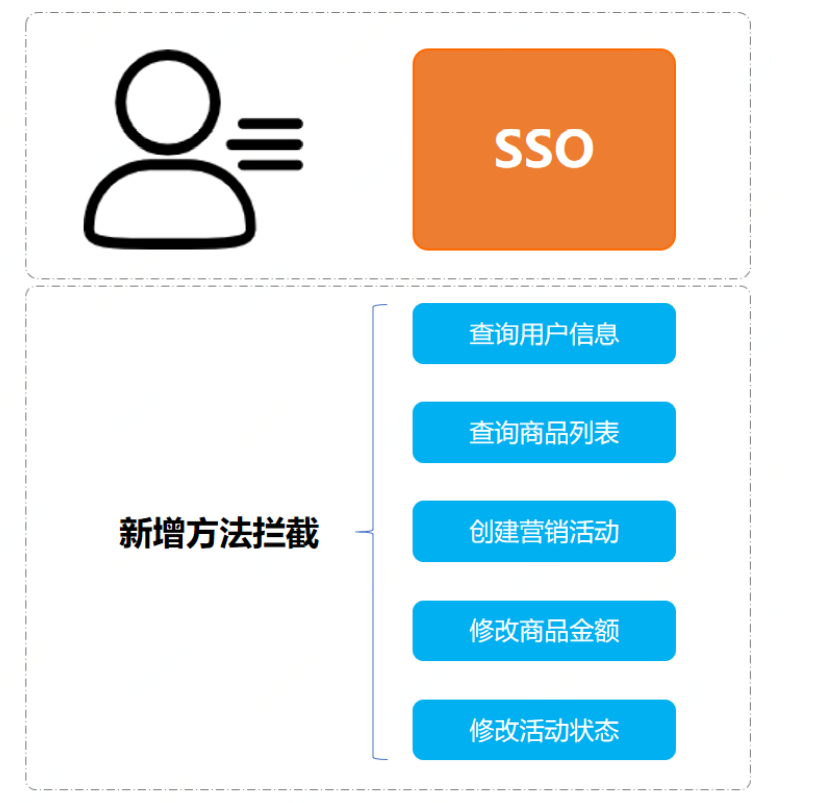 SSO
查询用户信息
查询商品列表
新增方法拦截
创建营销活动
修改商品金额
修改活动状态